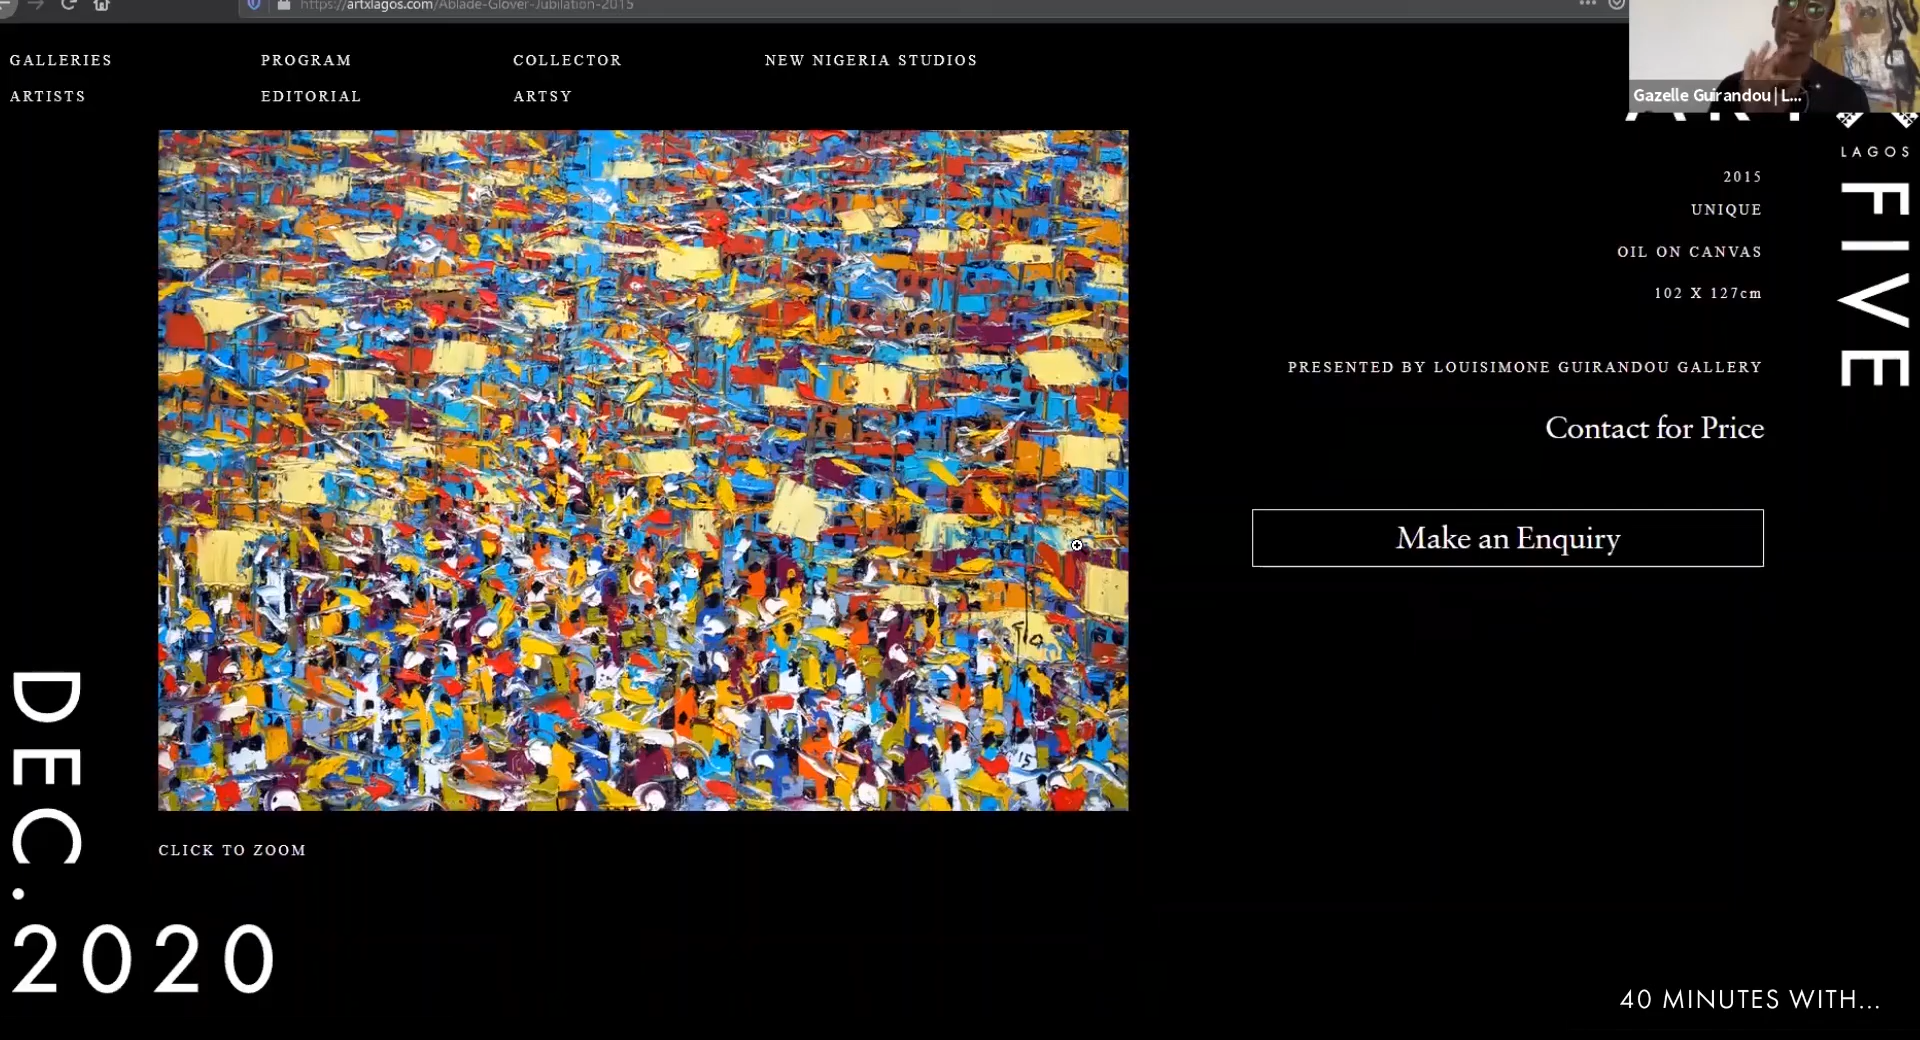 https://artxlagos.com/Ablade-Glover-Jubilation-2015
GALLERIES
PROGRAM
COLLECTOR
NEW NIGERIA STUDIOS
ARTISTS
EDITORIAL
ARTSY
Gazelle Guirandou | L...
LAGOS
FIVE
2015
UNIQUE
OIL ON CANVAS
102 X 127cm
PRESENTED BY LOUISIMONE GUIRANDOU GALLERY
Contact for Price
Make an Enquiry
Glo
15
CLICK TO ZOOM
DEC.
2020
40 MINUTES WITH...